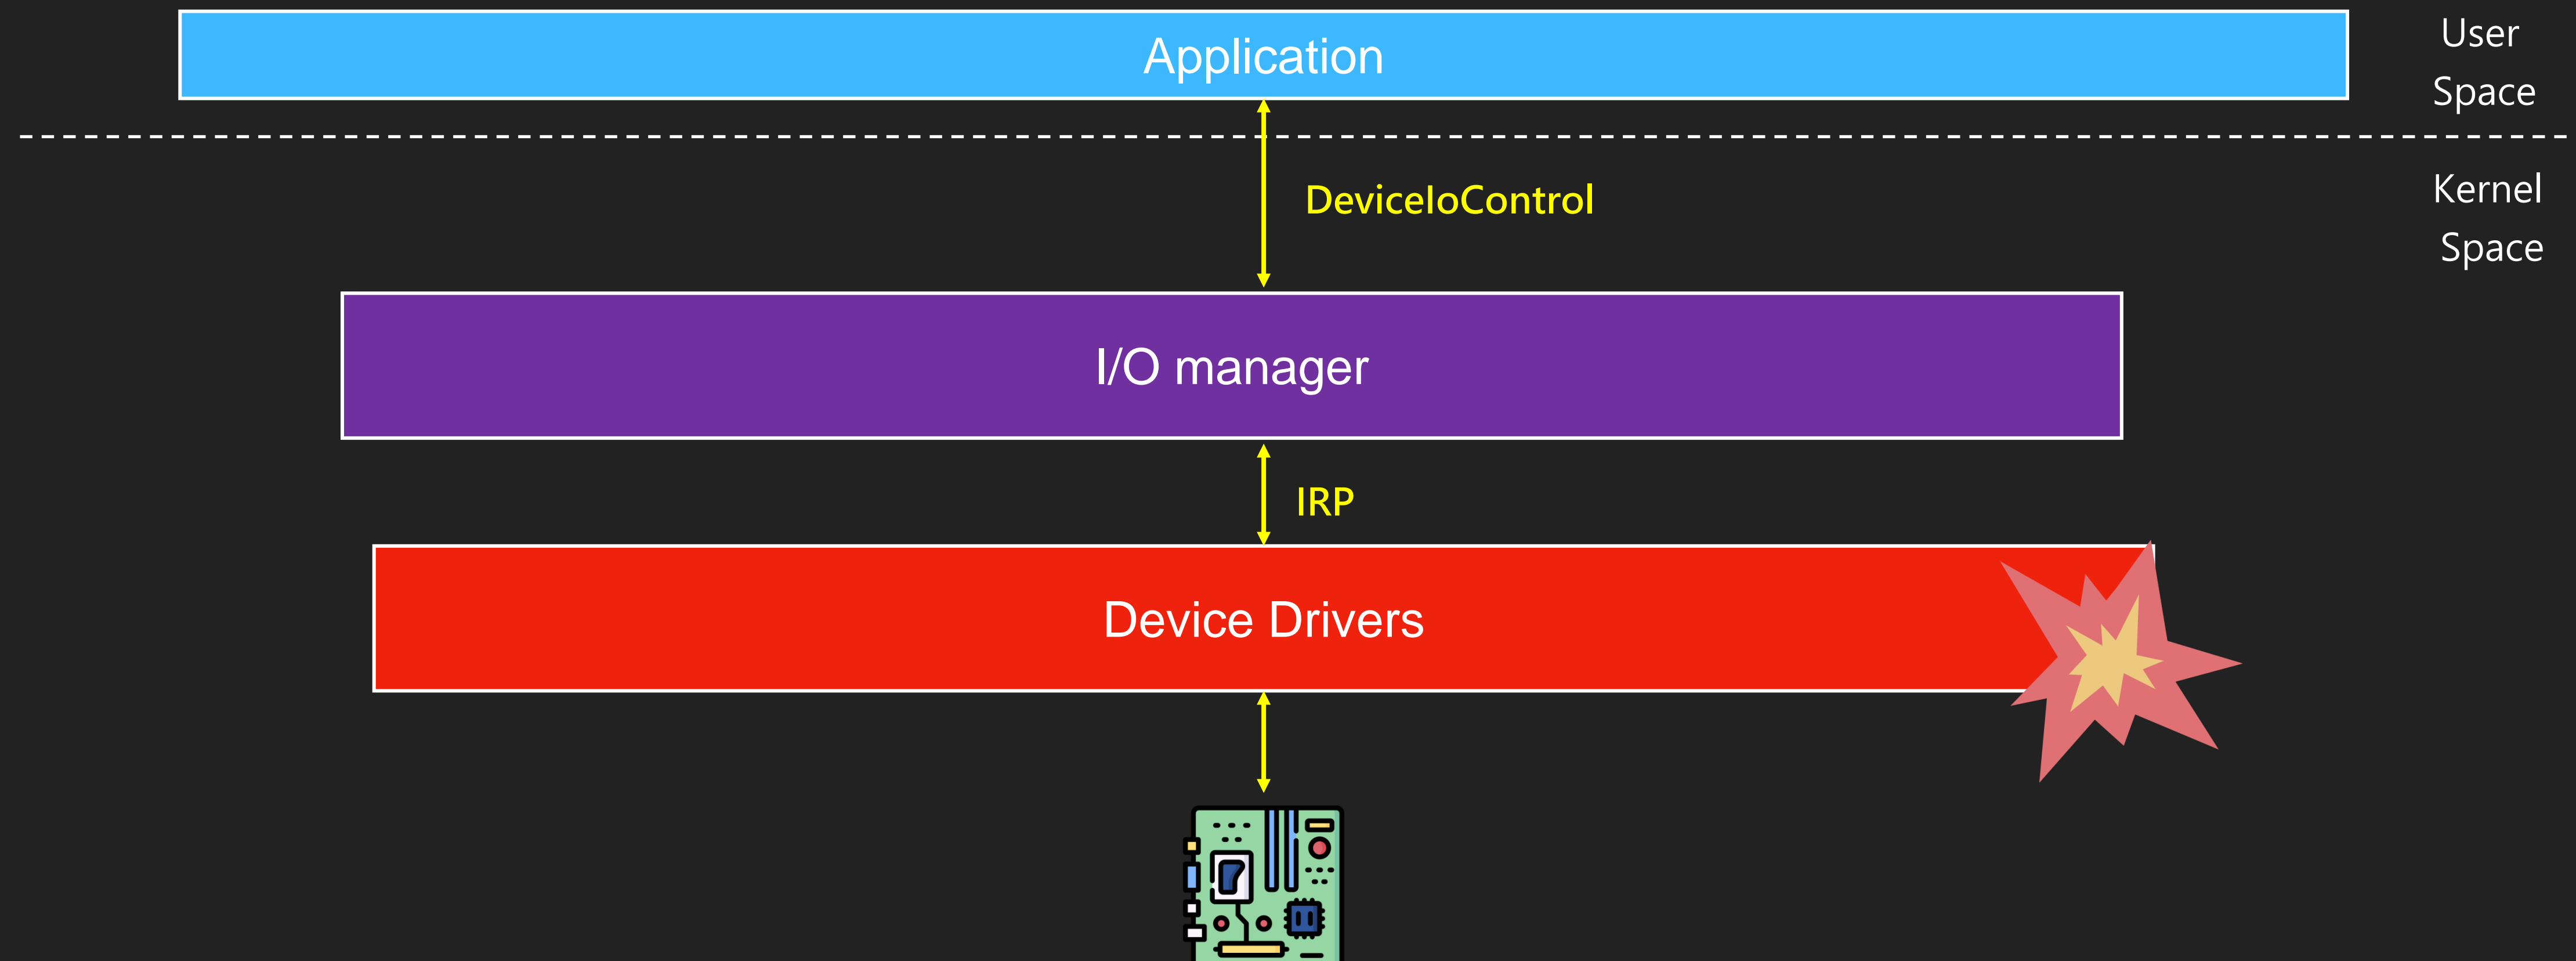 Application
User
Space
DeviceIoControl
Kernel
Space
I/O manager
IRP
Device Drivers